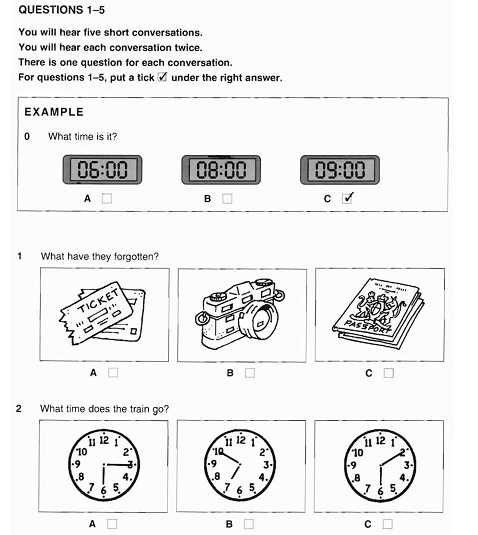 QUESTIONS 1–5
You will hear five short conversations.
You will hear each conversation twice.
There is one question for each conversation.
For questions 1–5, put a tick ☑ under the right answer.
EXAMPLE
0 What time is it?
06:00 08:00 09:00
A ☐ B ☐ C ☑
1 What have they forgotten?
TICKET
PASSPORT
A ☐ B ☐ C ☐
2 What time does the train go?
11 12 1 11 12 1 11 12 1
10 2 10 2 10 2
9 3 9 3 9 3
8 4 8 4 8 4
7 6 5 7 6 5 7 6 5
A ☐ B ☐ C ☐